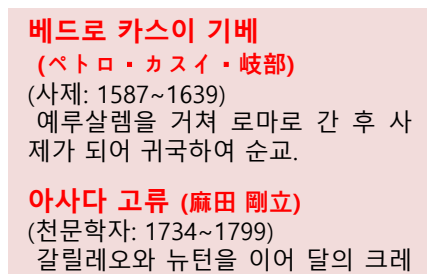 베드로 카스이 기베
(ペトロ・カスイ・岐部)
(사제: 1587~1639)
예루살렘을 거쳐 로마로 간 후 사
제가 되어 귀국하여 순교.
아사다 고류 (麻田 剛立)
(천문학자: 1734~1799)
갈릴레오와 뉴턴을 이어 달의 크레